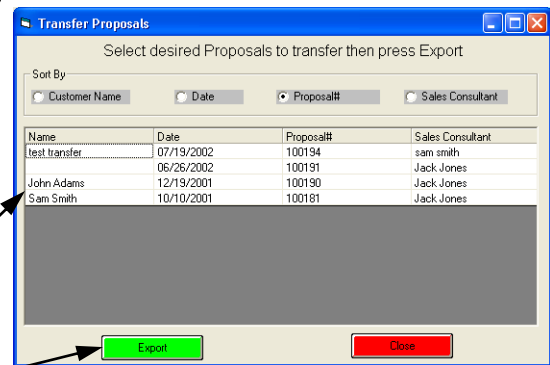 Transfer Proposals
Select desired Proposals to transfer then press Export
Sort By
Customer Name Date Proposal# Sales Consultant
Name Date Proposal# Sales Consultant
test transfer 07/19/2002 100194 sam smith
06/26/2002 100191 Jack Jones
John Adams 12/19/2001 100190 Jack Jones
Sam Smith 10/10/2001 100181 Jack Jones
Export Close